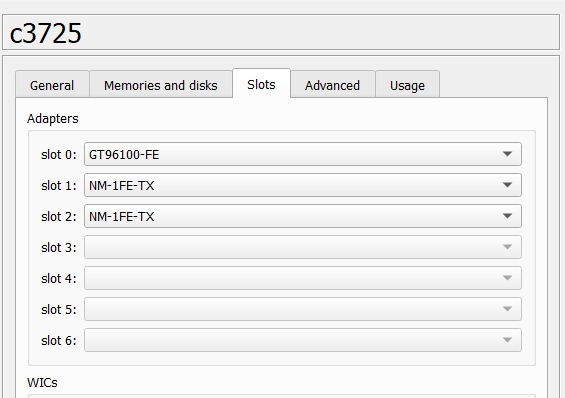 c3725
General Memories and disks Slots Advanced Usage
Adapters
slot 0: GT96100-FE
slot 1: NM-1FE-TX
slot 2: NM-1FE-TX
slot 3:
slot 4:
slot 5:
slot 6:
WICs